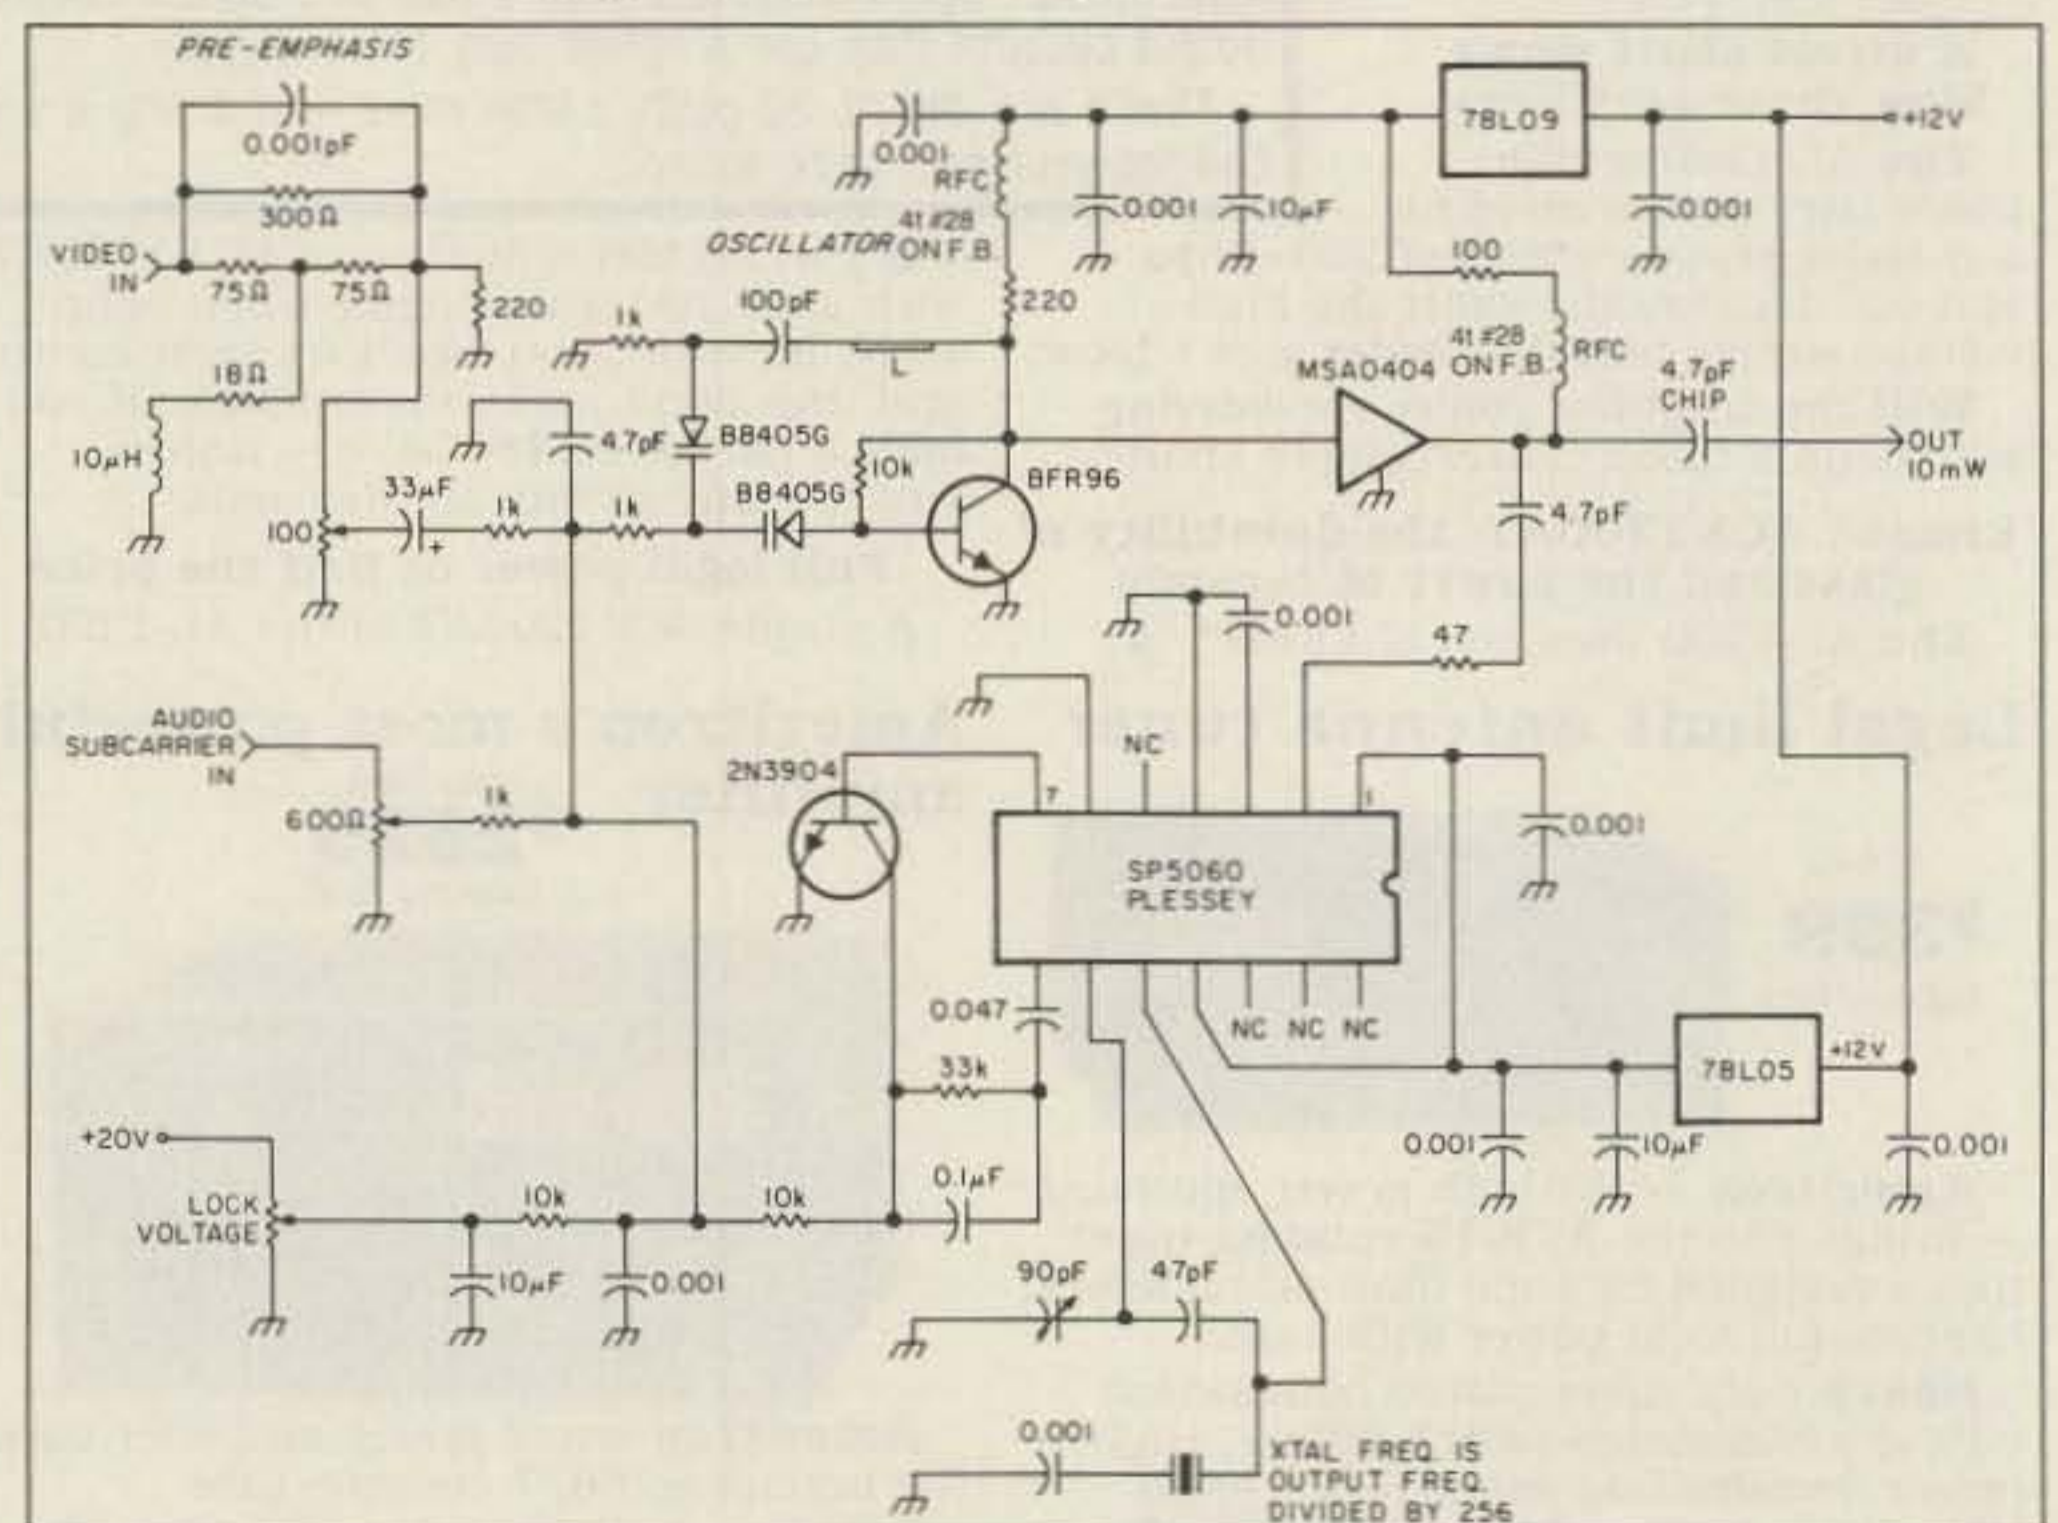 PRE-EMPHASIS
0.001pF
300Ω
VIDEO
IN
75Ω
75Ω
220
18Ω
10μH
100
33μF
1k
1k
4.7pF
1k
100pF
OSCILLATOR
L
B8405G
B8405G
10k
BFR96
0.001
RFC
4t #28
ON F.B.
220
0.001
10μF
78L09
0.001
+12V
100
4t #28
ON F.B.
RFC
MSA0404
4.7pF
CHIP
OUT
10mW
4.7pF
47
0.001
AUDIO
SUBCARRIER
IN
600Ω
1k
2N3904
NC
7
1
SP5060
PLESSEY
0.001
0.047
NC NC NC
33k
78L05
+12V
0.001
10μF
0.001
+20V
LOCK
VOLTAGE
10k
10k
0.1μF
10μF
0.001
90pF
47pF
0.001
XTAL FREQ. IS
OUTPUT FREQ.
DIVIDED BY 256